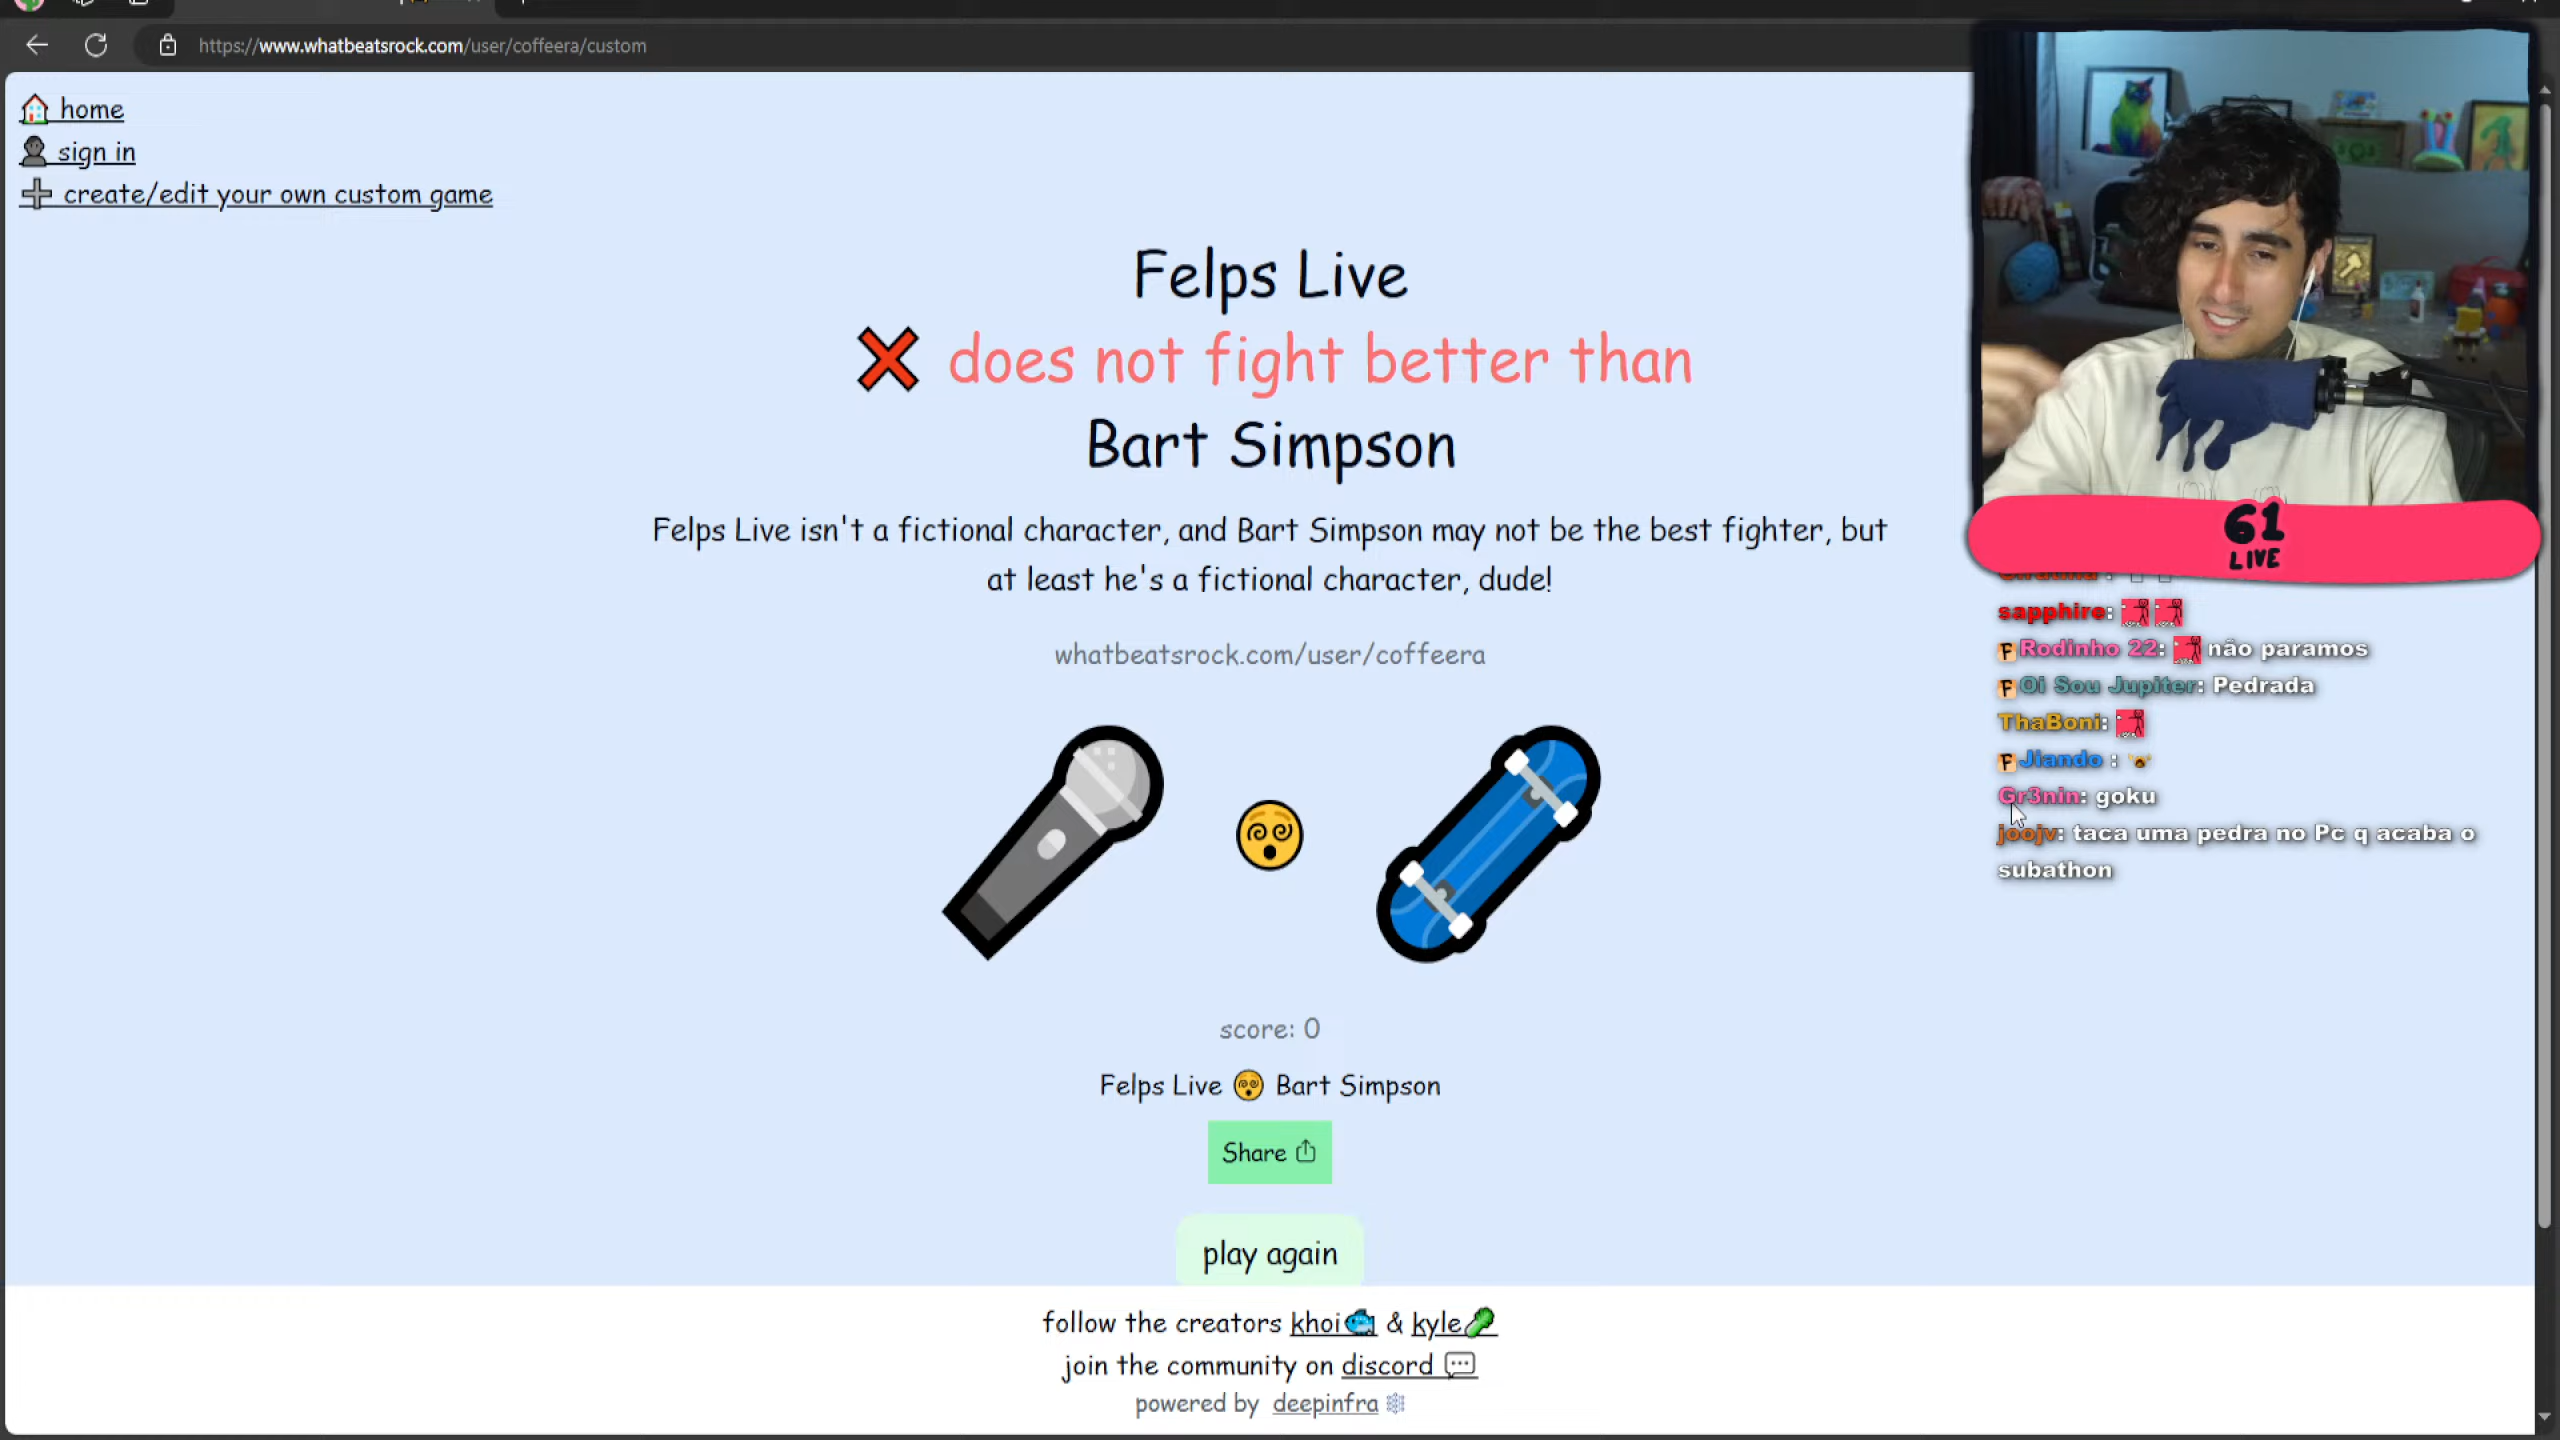 https://www.whatbeatsrock.com/user/coffeera/custom
home
sign in
create/edit your own custom game
Felps Live
does not fight better than
Bart Simpson
Felps Live isn't a fictional character, and Bart Simpson may not be the best fighter, but
at least he's a fictional character, dude!
whatbeatsrock.com/user/coffeera
score: 0
Felps Live 😵 Bart Simpson
Share
play again
follow the creators khoi🐟 & kyle🥬
join the community on discord 💬
powered by deepinfra
61
LIVE
sapphire:
F Rodinho 22: não paramos
F Oi Sou Jupiter: Pedrada
ThaBoni:
F Jiando :
Gr3nin: goku
joojv: taca uma pedra no Pc q acaba o
subathon